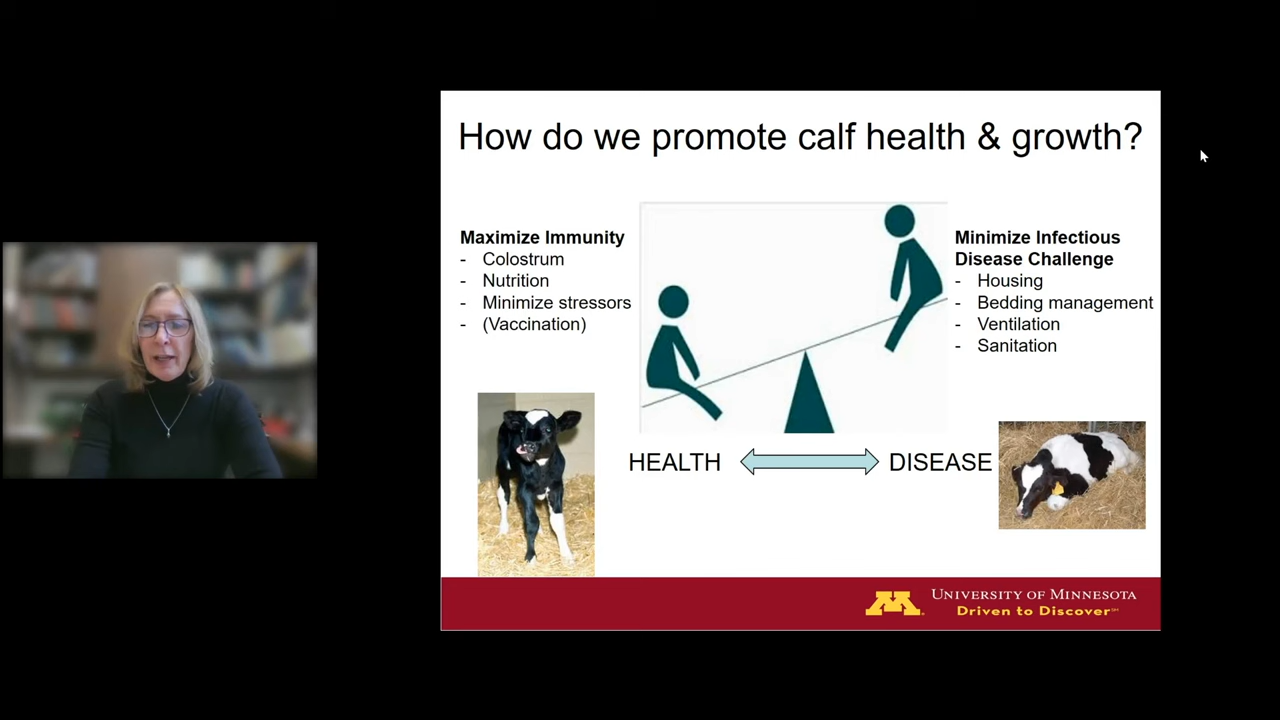 How do we promote calf health & growth?
Maximize Immunity
- Colostrum
- Nutrition
- Minimize stressors
- (Vaccination)
Minimize Infectious
Disease Challenge
- Housing
- Bedding management
- Ventilation
- Sanitation
HEALTH
DISEASE
UNIVERSITY OF MINNESOTA
Driven to Discover℠